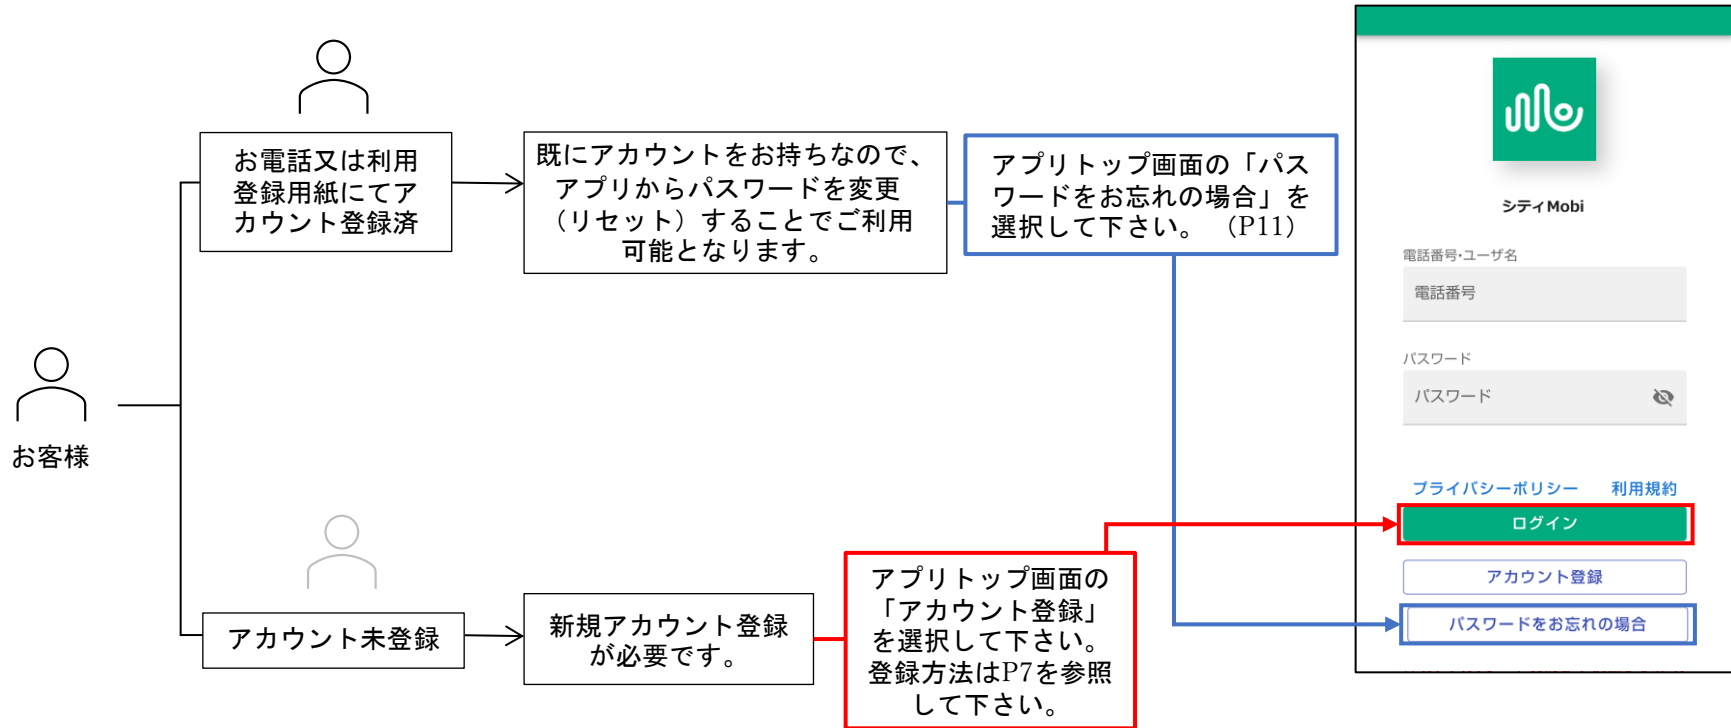 お客様
お電話又は利用
登録用紙にてア
カウント登録済
既にアカウントをお持ちなので、
アプリからパスワードを変更
（リセット）することでご利用
可能となります。
アプリトップ画面の「パス
ワードをお忘れの場合」を
選択して下さい。（P11）
アカウント未登録
新規アカウント登録
が必要です。
アプリトップ画面の
「アカウント登録」
を選択して下さい。
登録方法はP7を参照
して下さい。
シティMobi
電話番号・ユーザ名
電話番号
パスワード
パスワード
プライバシーポリシー 利用規約
ログイン
アカウント登録
パスワードをお忘れの場合